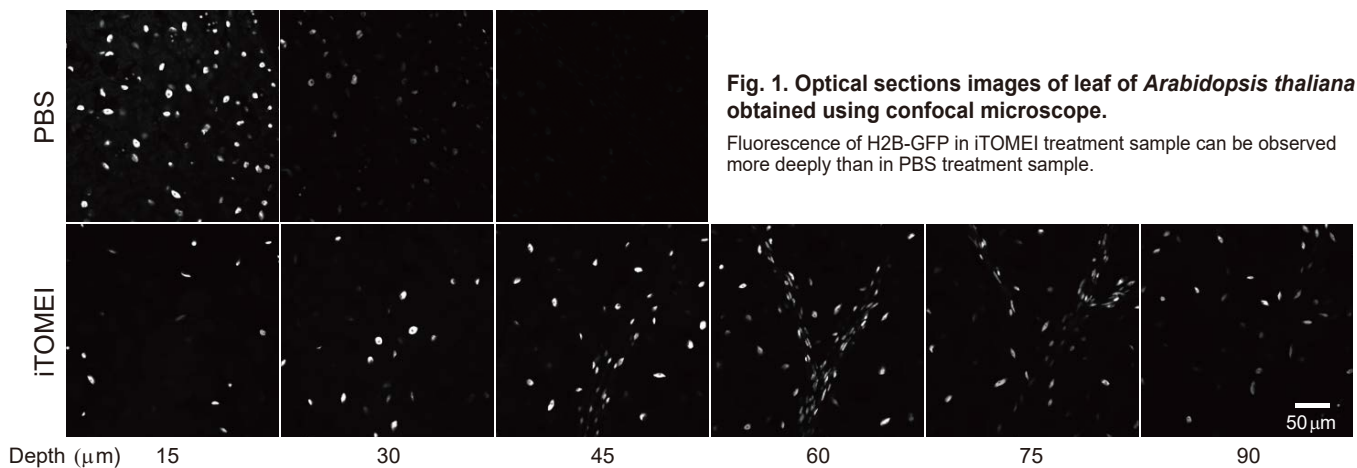 PBS
Fig. 1. Optical sections images of leaf of Arabidopsis thaliana
obtained using confocal microscope.
Fluorescence of H2B-GFP in iTOMEI treatment sample can be observed
more deeply than in PBS treatment sample.
iTOMEI
50 μm
Depth (μm) 15 30 45 60 75 90